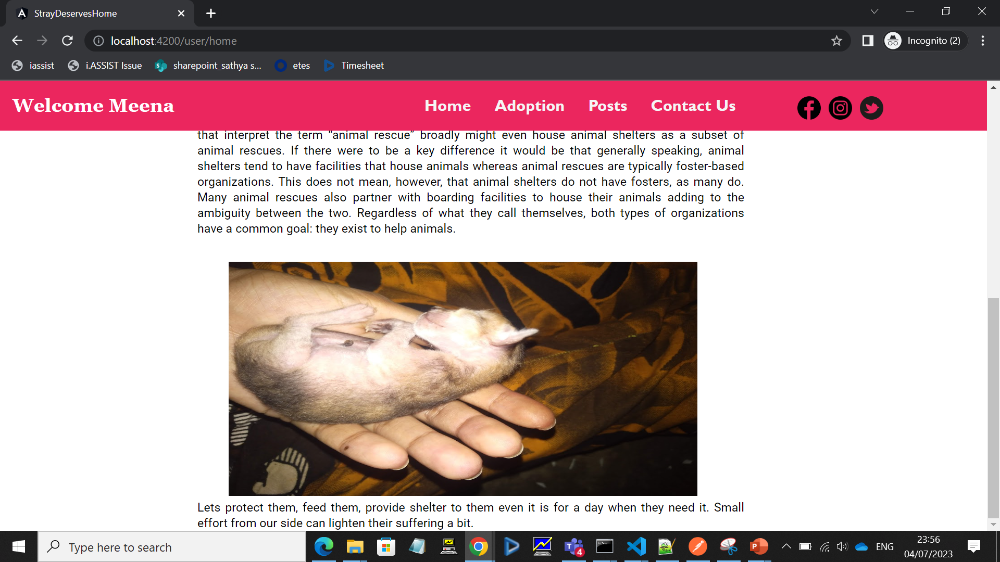 StrayDeservesHome
localhost:4200/user/home
Incognito (2)
iassist
i.ASSIST Issue
sharepoint_sathya s...
etes
Timesheet
Welcome Meena
Home
Adoption
Posts
Contact Us
that interpret the term “animal rescue” broadly might even house animal shelters as a subset of
animal rescues. If there were to be a key difference it would be that generally speaking, animal
shelters tend to have facilities that house animals whereas animal rescues are typically foster-based
organizations. This does not mean, however, that animal shelters do not have fosters, as many do.
Many animal rescues also partner with boarding facilities to house their animals adding to the
ambiguity between the two. Regardless of what they call themselves, both types of organizations
have a common goal: they exist to help animals.
Lets protect them, feed them, provide shelter to them even it is for a day when they need it. Small
effort from our side can lighten their suffering a bit.
Type here to search
4
ENG
23:56
04/07/2023